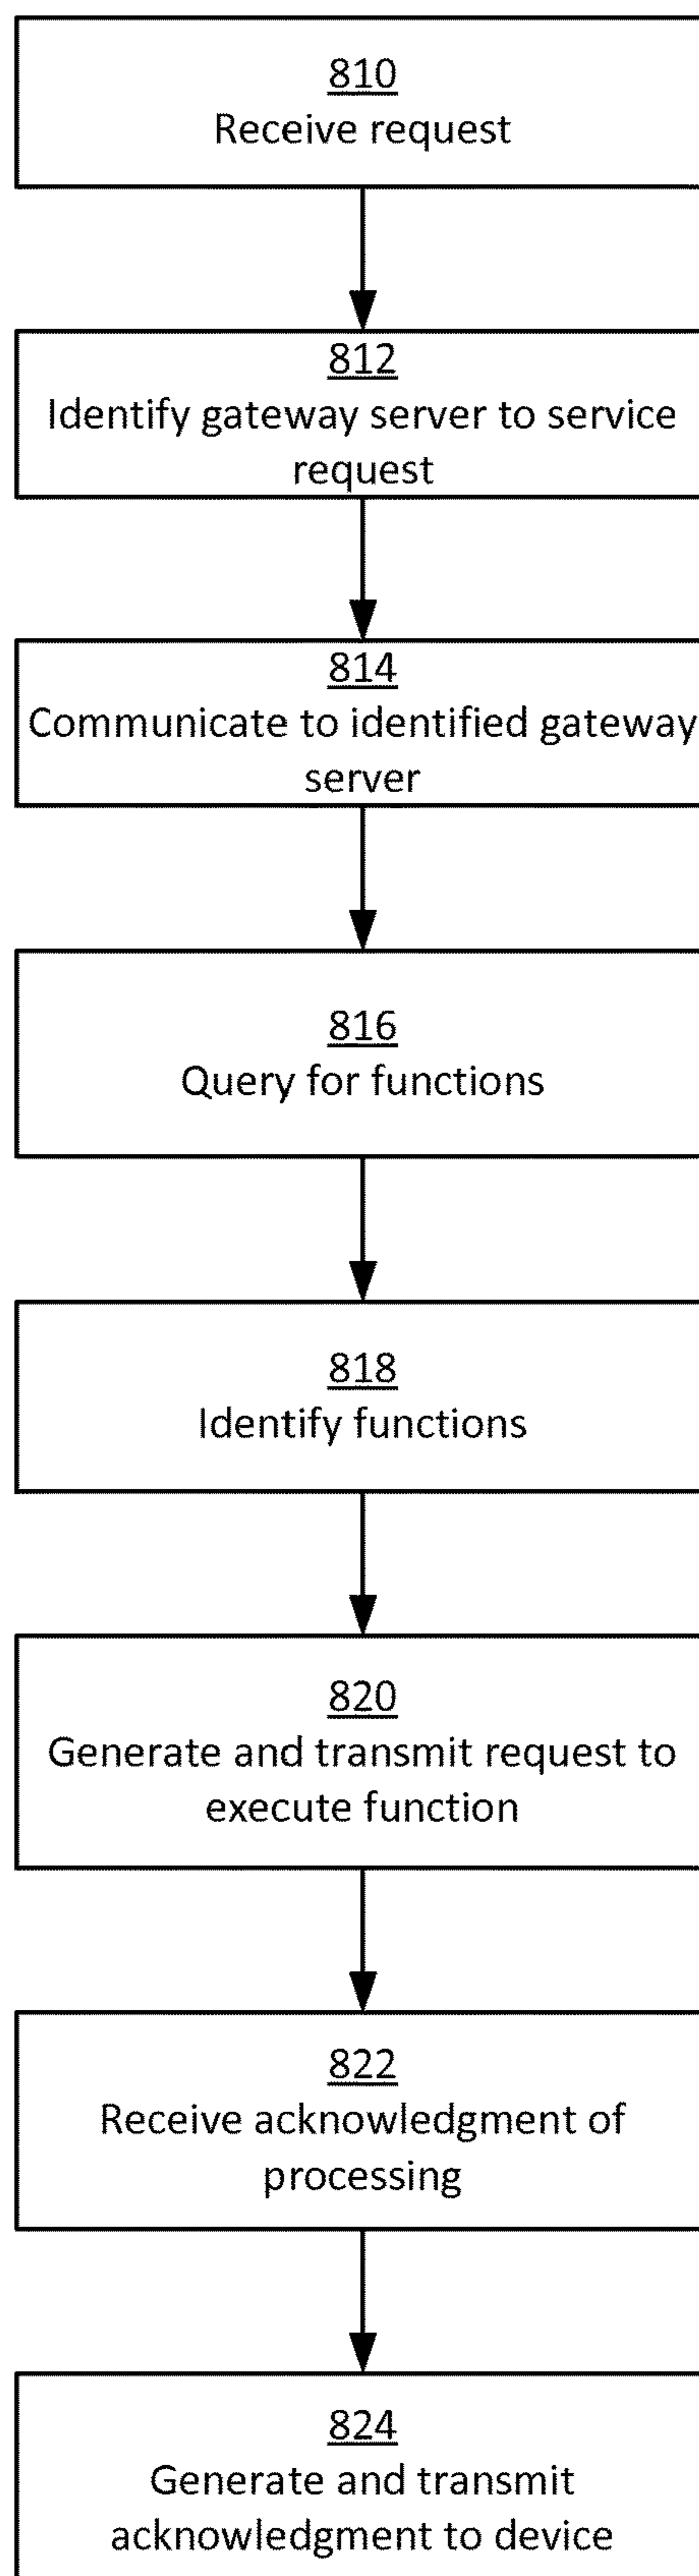 810
Receive request
812
Identify gateway server to service
request
814
Communicate to identified gateway
server
816
Query for functions
818
Identify functions
820
Generate and transmit request to
execute function
822
Receive acknowledgment of
processing
824
Generate and transmit
acknowledgment to device